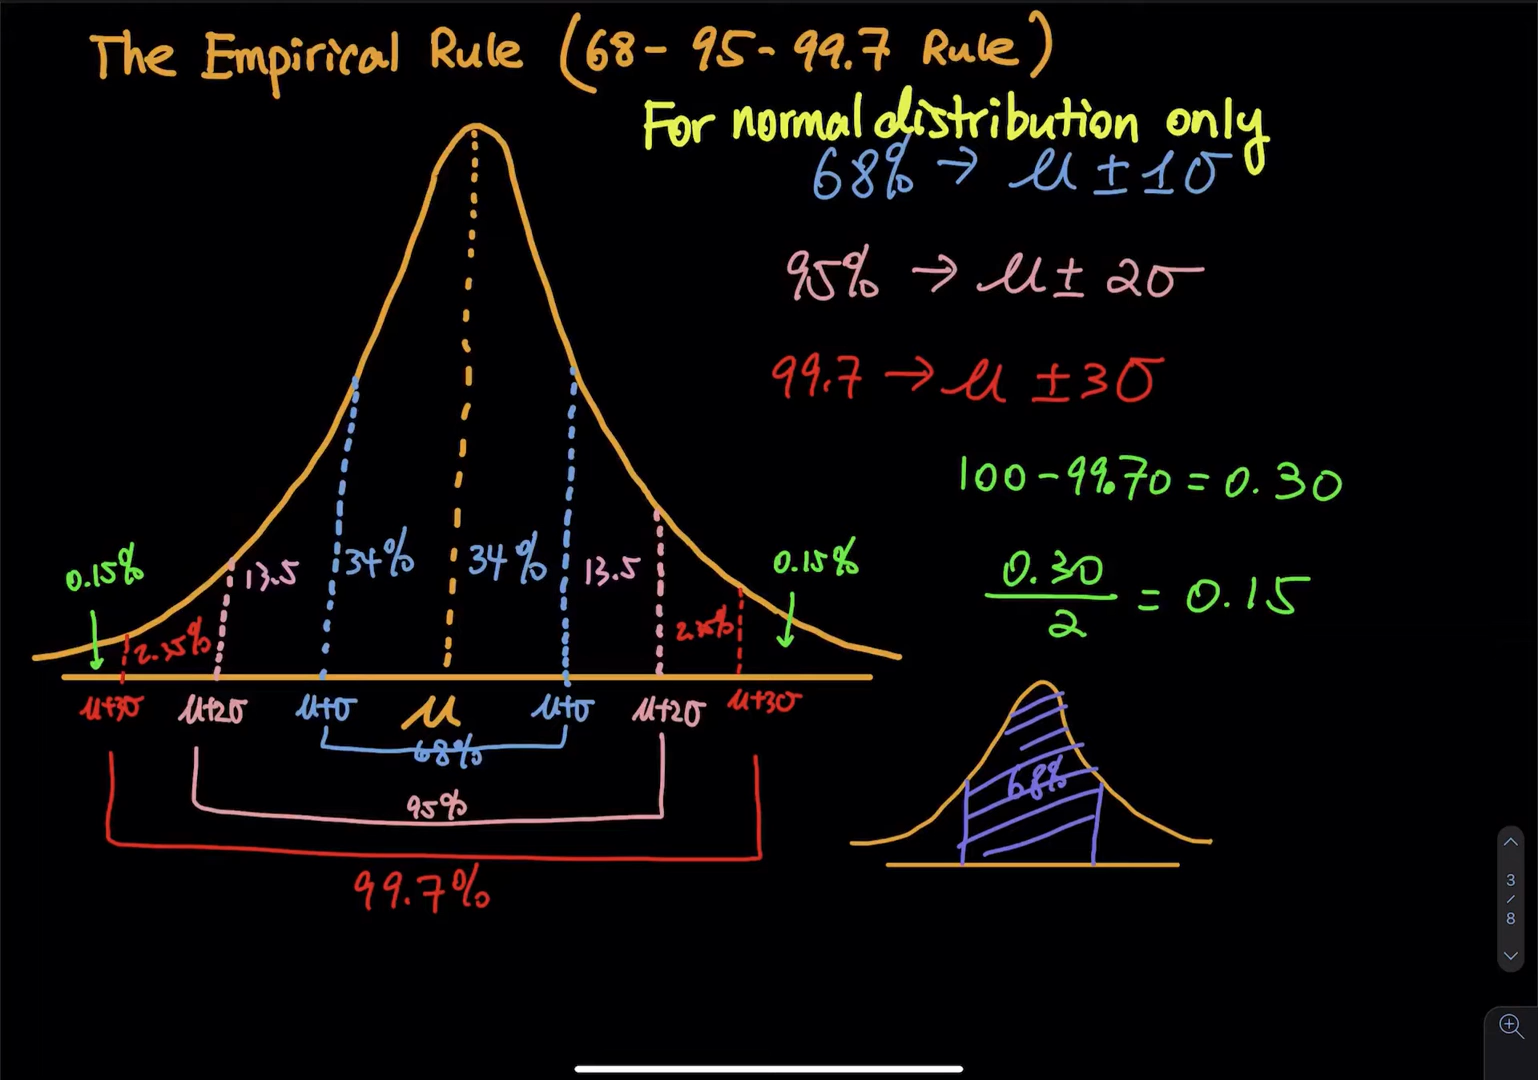 The Empirical Rule (68-95-99.7 Rule)
For normal distribution only
68% → μ ± 1σ
95% → μ ± 2σ
99.7 → μ ± 3σ
100 - 99.70 = 0.30
0.30
2
= 0.15
0.15% 2.35% 13.5 34% 34% 13.5 2.35% 0.15%
μ+3σ μ+2σ μ+σ μ μ+σ μ+2σ μ+3σ
68%
95%
99.7%
68%
3
/
8